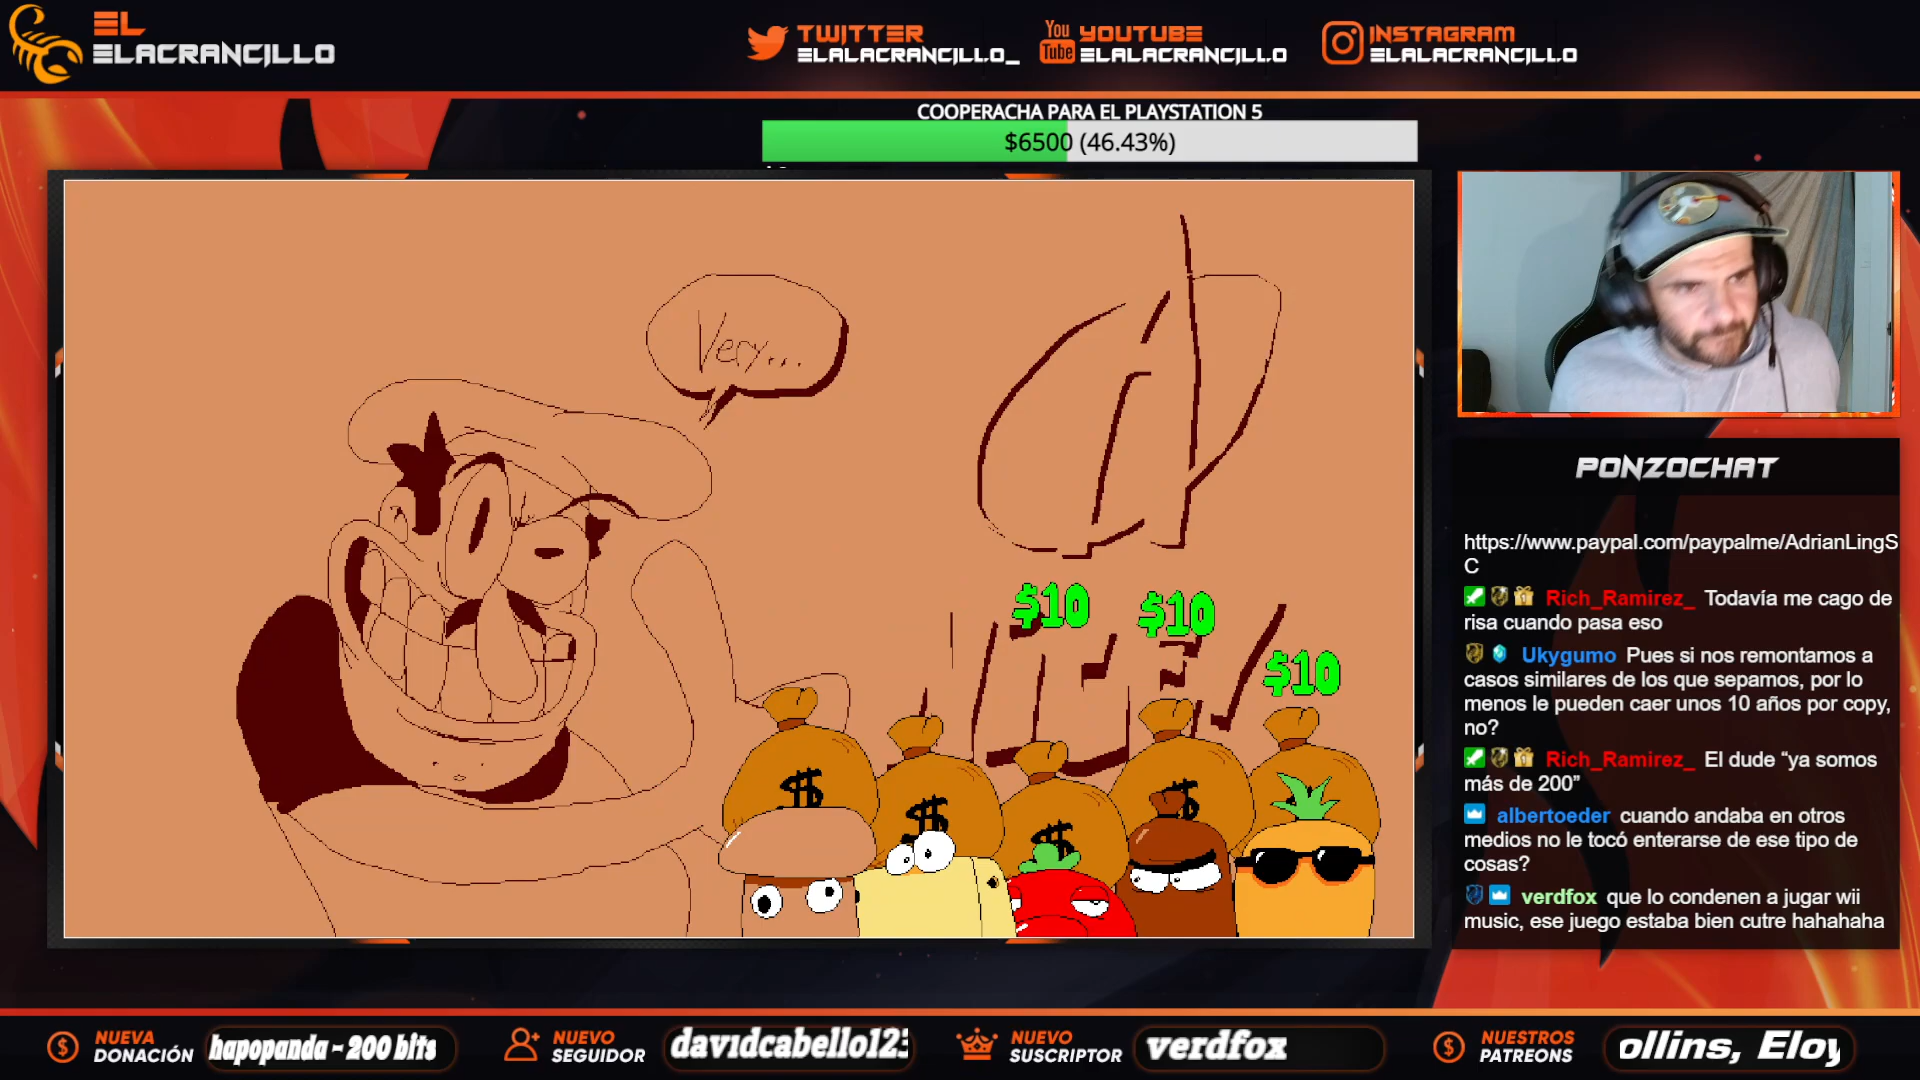 EL
ELACRANCILLO
TWITTER
ELALACRANCILLO_
You
Tube
YOUTUBE
ELALACRANCILLO
INSTAGRAM
ELALACRANCILLO
COOPERACHA PARA EL PLAYSTATION 5
$6500 (46.43%)
Very...
$10
$10
$10
$
$
$
$
PONZOCHAT
https://www.paypal.com/paypalme/AdrianLingS
C
Rich_Ramirez_ Todavía me cago de
risa cuando pasa eso
Ukygumo Pues si nos remontamos a
casos similares de los que sepamos, por lo
menos le pueden caer unos 10 años por copy,
no?
Rich_Ramirez_ El dude “ya somos
más de 200”
albertoeder cuando andaba en otros
medios no le tocó enterarse de ese tipo de
cosas?
verdfox que lo condenen a jugar wii
music, ese juego estaba bien cutre hahahaha
NUEVA
DONACIÓN
hapopanda - 200 bits
NUEVO
SEGUIDOR
davidcabello123
NUEVO
SUSCRIPTOR
verdfox
NUESTROS
PATREONS
ollins, Eloy